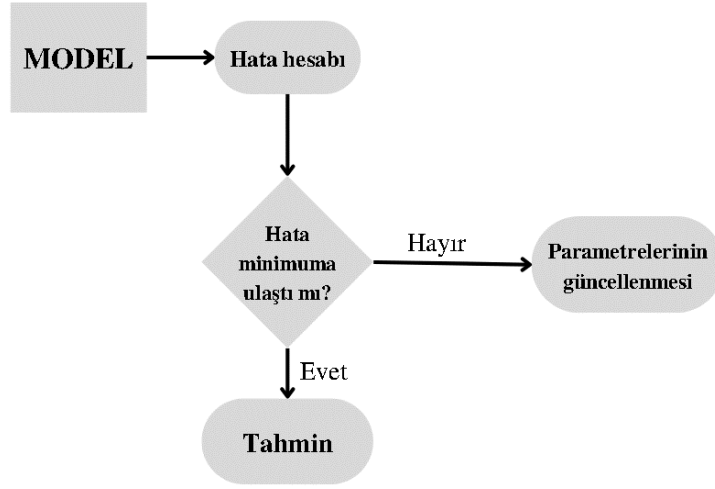 MODEL
Hata hesabı
Hata
minimuma
ulaştı mı?
Hayır
Parametrelerinin
güncellenmesi
Evet
Tahmin